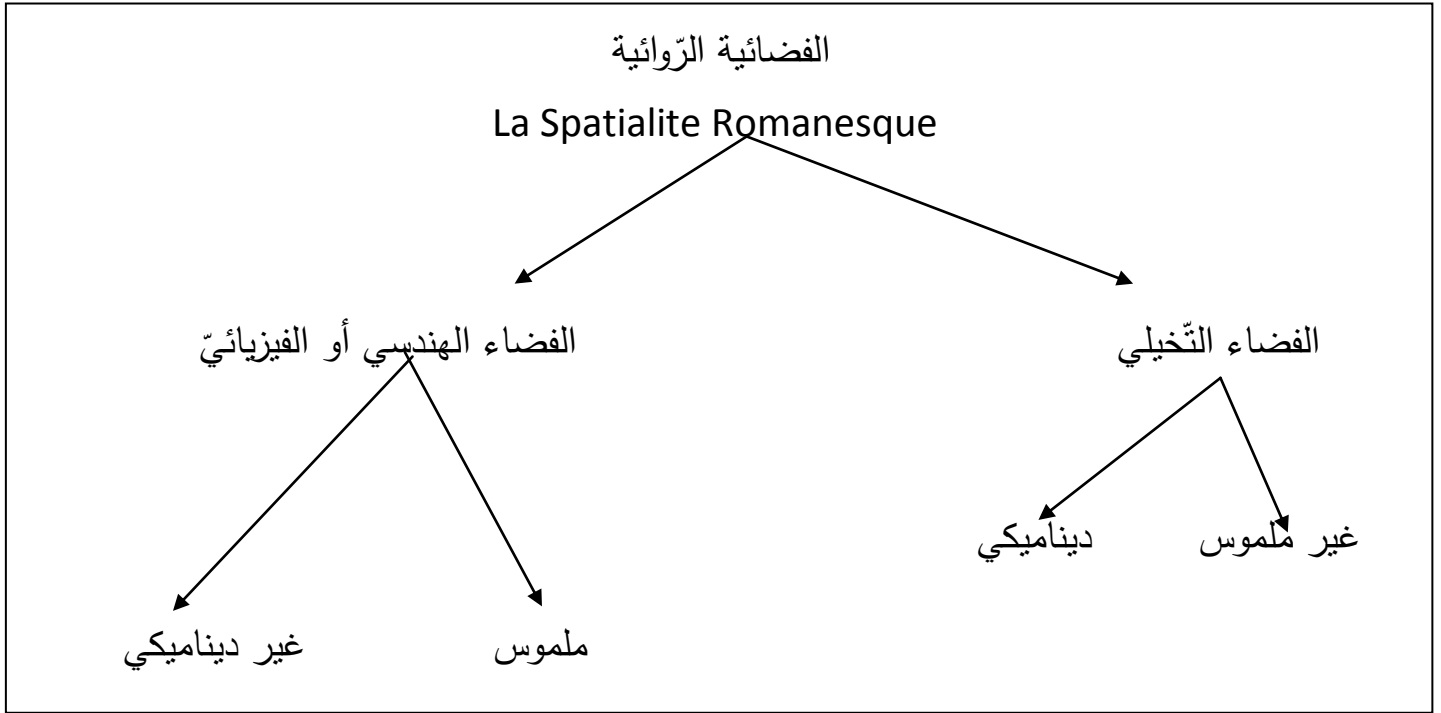 الفضائية الرّوائية
La Spatialite Romanesque
الفضاء التّخيلي
الفضاء الهندسي أو الفيزيائيّ
غير ملموس
ديناميكي
ملموس
غير ديناميكي